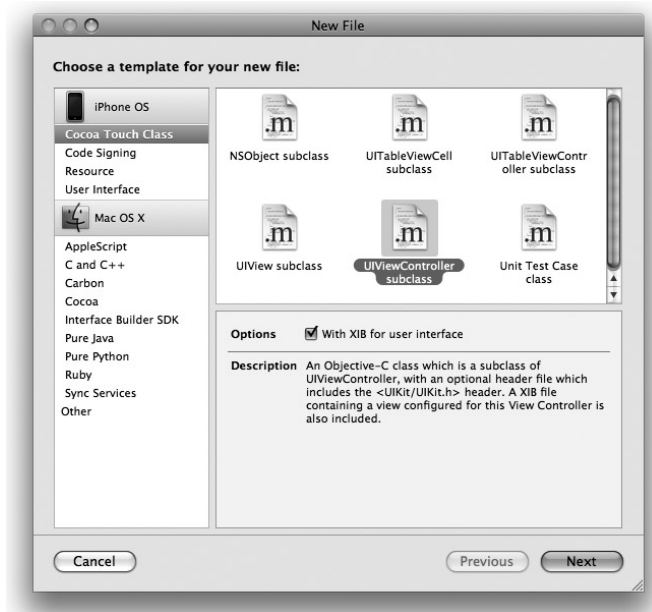 New File
Choose a template for your new file:
iPhone OS
Cocoa Touch Class
Code Signing
Resource
User Interface
Mac OS X
AppleScript
C and C++
Carbon
Cocoa
Interface Builder SDK
Pure Java
Pure Python
Ruby
Sync Services
Other
.m
.m
.m
NSObject subclass
UITableViewCell
subclass
UITableViewContr
oller subclass
.m
.m
.m
UIView subclass
UIViewController
subclass
Unit Test Case
class
Options With XIB for user interface
Description An Objective-C class which is a subclass of
UIViewController, with an optional header file which
includes the <UIKit/UIKit.h> header. A XIB file
containing a view configured for this View Controller is
also included.
Cancel
Previous
Next